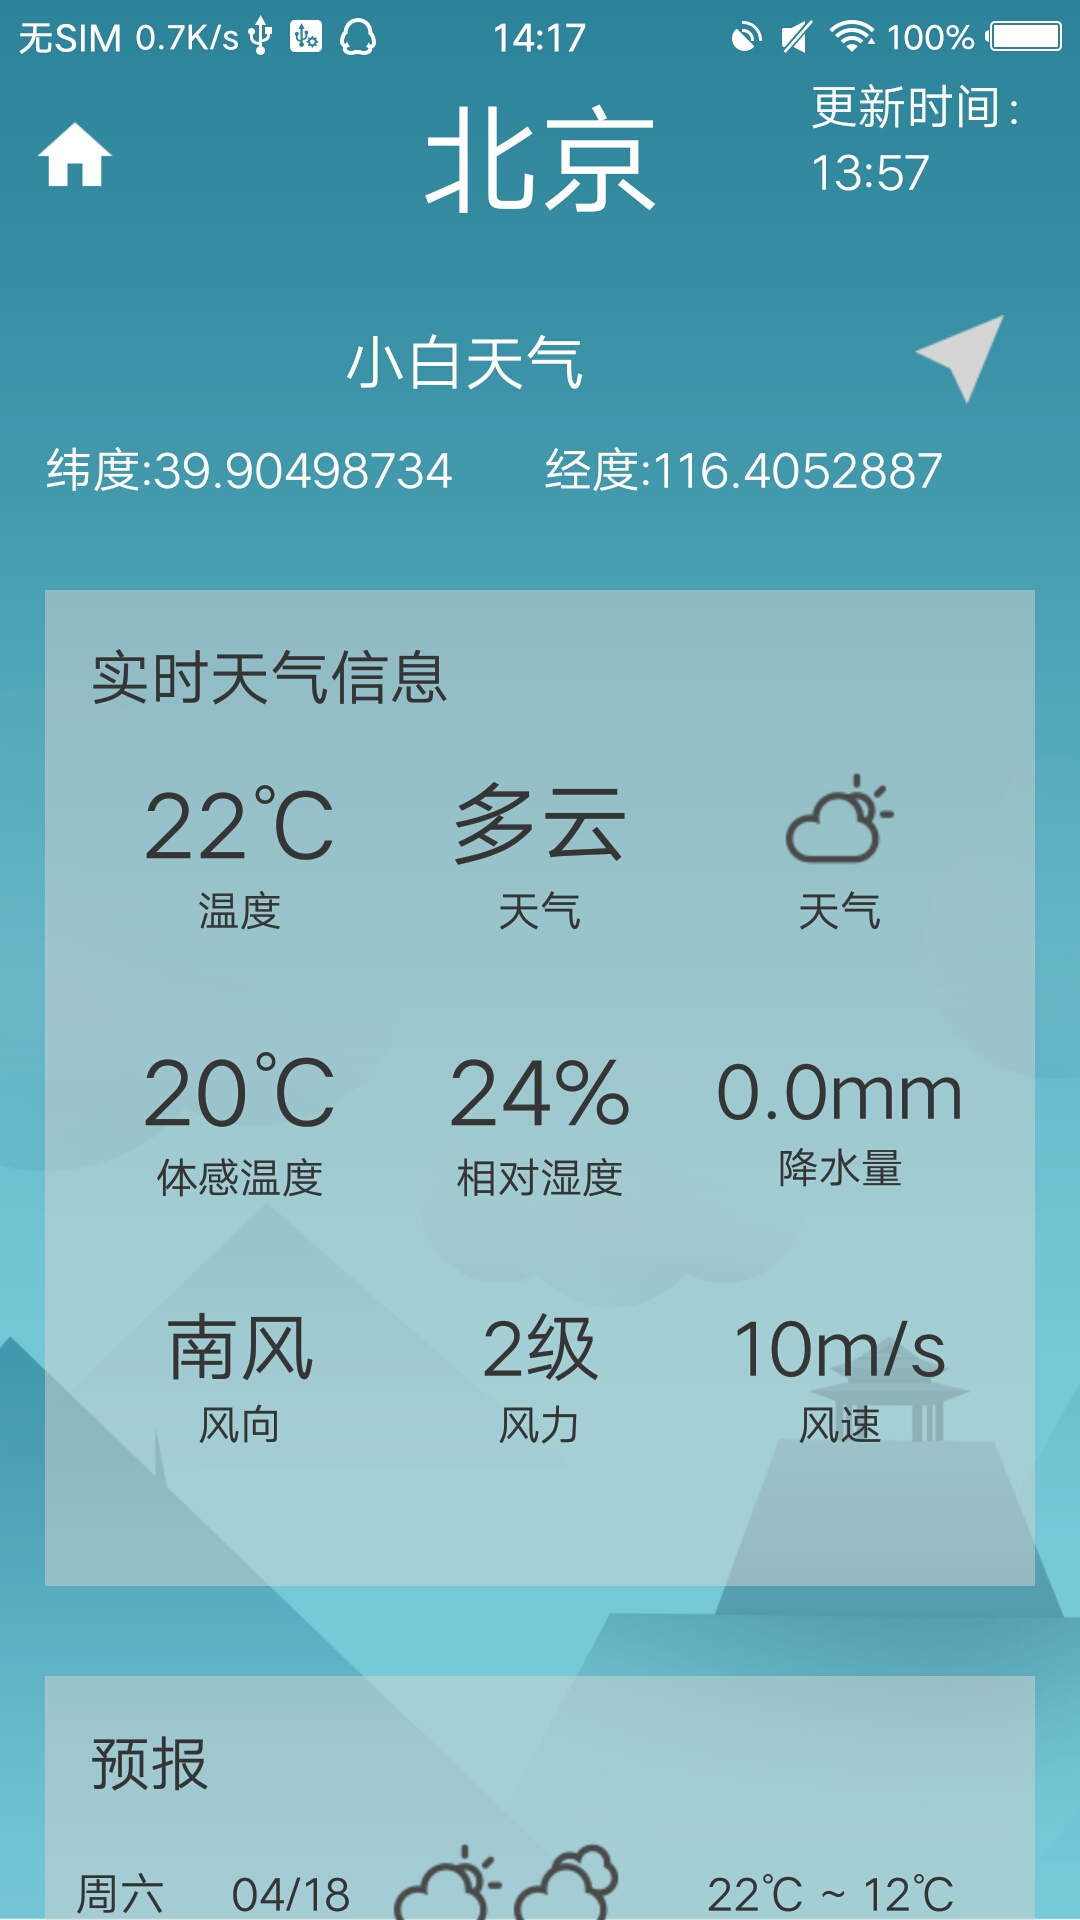 无SIM 0.7K/s 14:17 100%
北京
更新时间：
13:57
小白天气
纬度:39.90498734 经度:116.4052887
实时天气信息
22℃ 多云
温度 天气 天气
20℃ 24% 0.0mm
体感温度 相对湿度 降水量
南风 2级 10m/s
风向 风力 风速
预报
周六 04/18 22℃ ~ 12℃